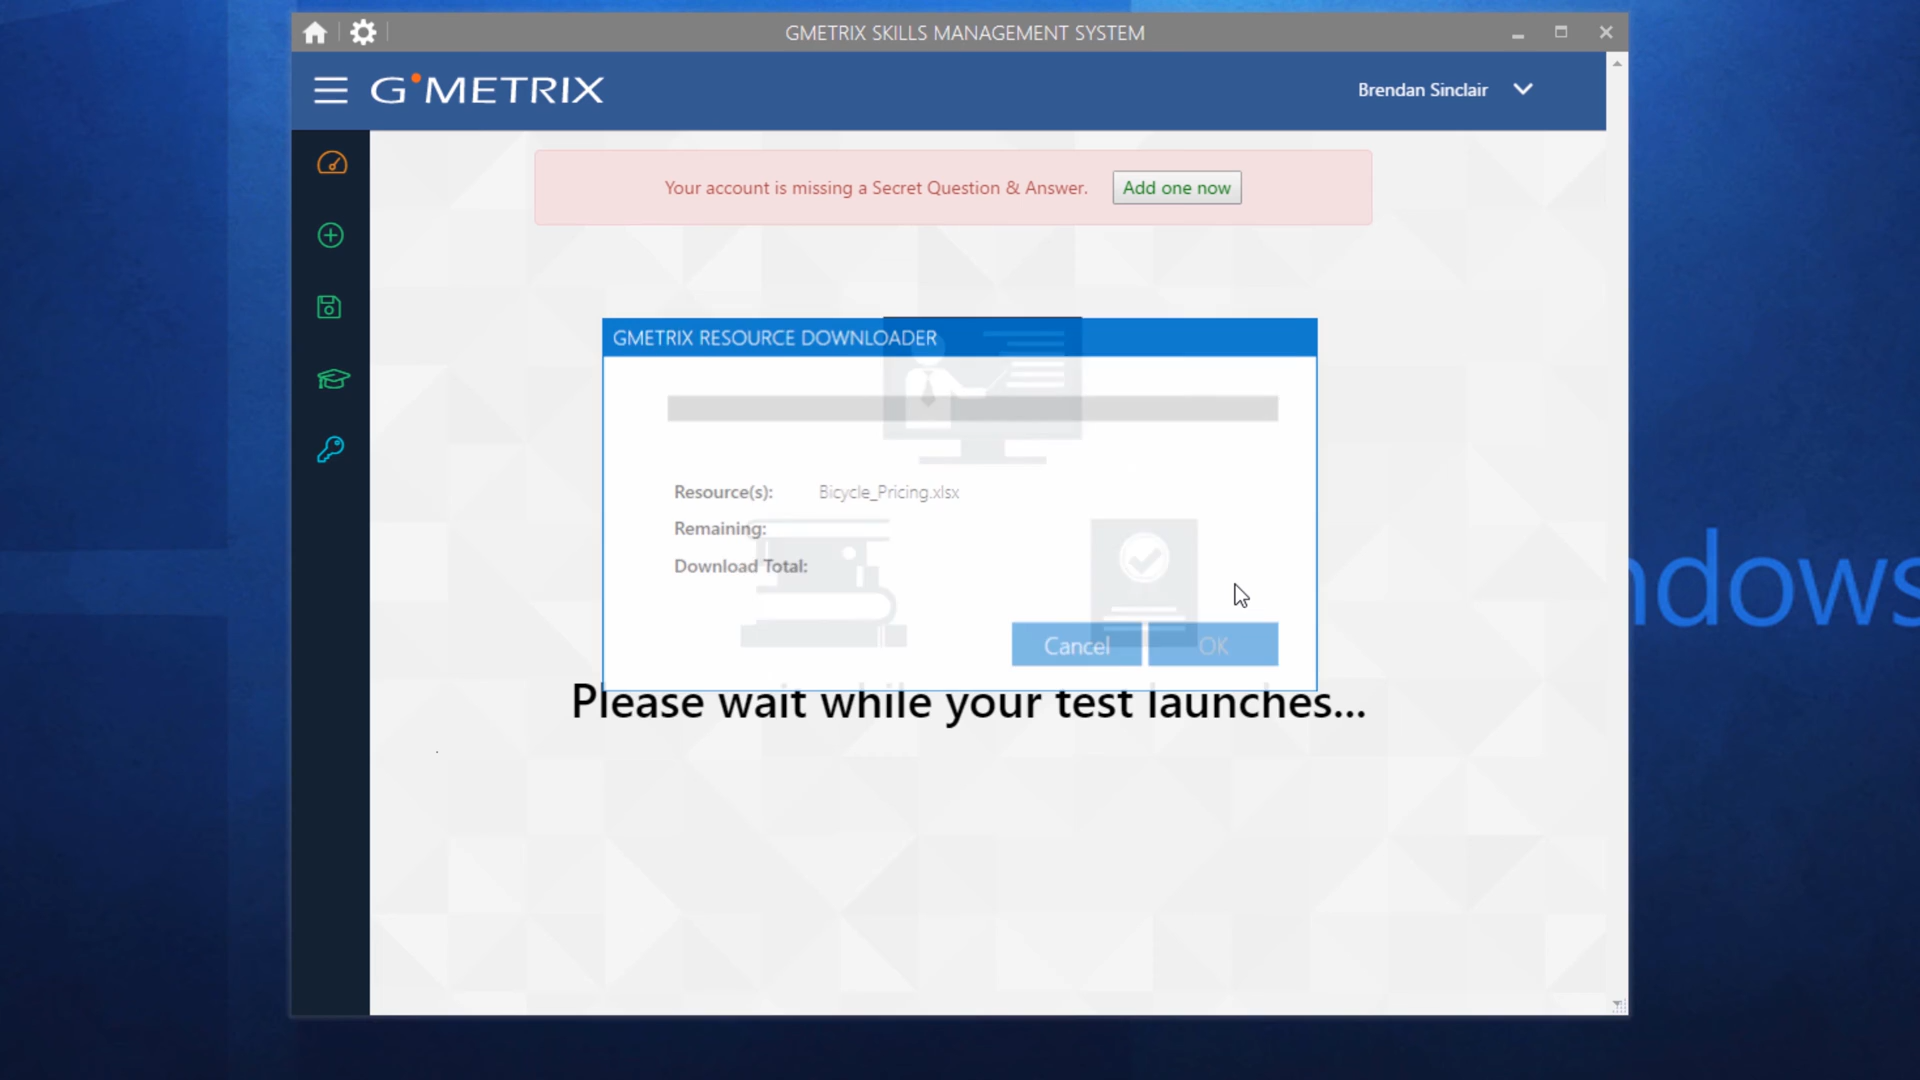 GMETRIX SKILLS MANAGEMENT SYSTEM
G METRIX
Brendan Sinclair
Your account is missing a Secret Question & Answer.
Add one now
GMETRIX RESOURCE DOWNLOADER
Resource(s): Bicycle_Pricing.xlsx
Remaining:
Download Total:
Cancel
OK
Please wait while your test launches...
ndows